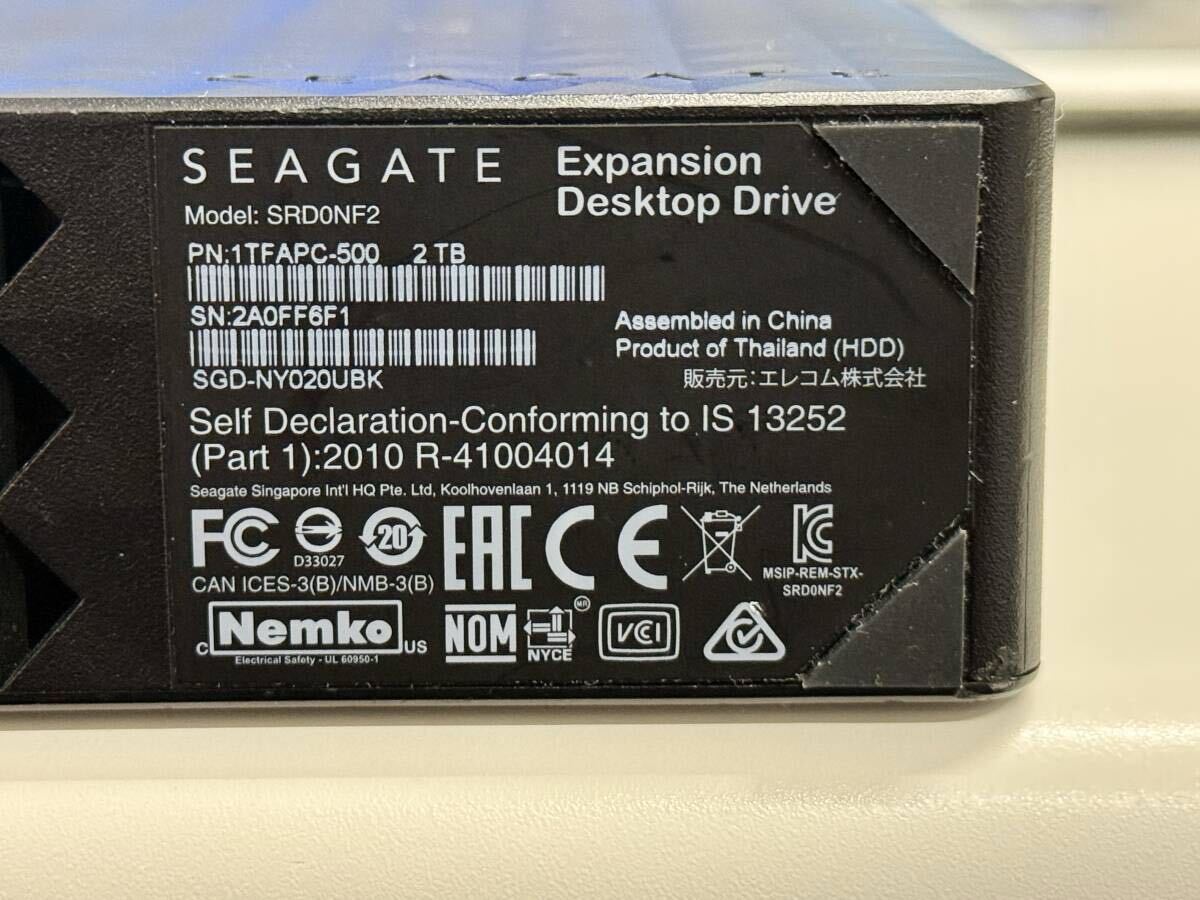 SEAGATE
Expansion
Desktop Drive
Model: SRD0NF2
PN:1TFAPC-500 2 TB
SN:2A0FF6F1
SGD-NY020UBK
Assembled in China
Product of Thailand (HDD)
販売元:エレコム株式会社
Self Declaration-Conforming to IS 13252
(Part 1):2010 R-41004014
Seagate Singapore Int'l HQ Pte. Ltd, Koolhovenlaan 1, 1119 NB Schiphol-Rijk, The Netherlands
FC
D33027
20
EAC
CE
MSIP-REM-STX-
SRD0NF2
CAN ICES-3(B)/NMB-3(B)
C Nemko US
Electrical Safety - UL 60950-1
NOM
NYCE
MR
VCI